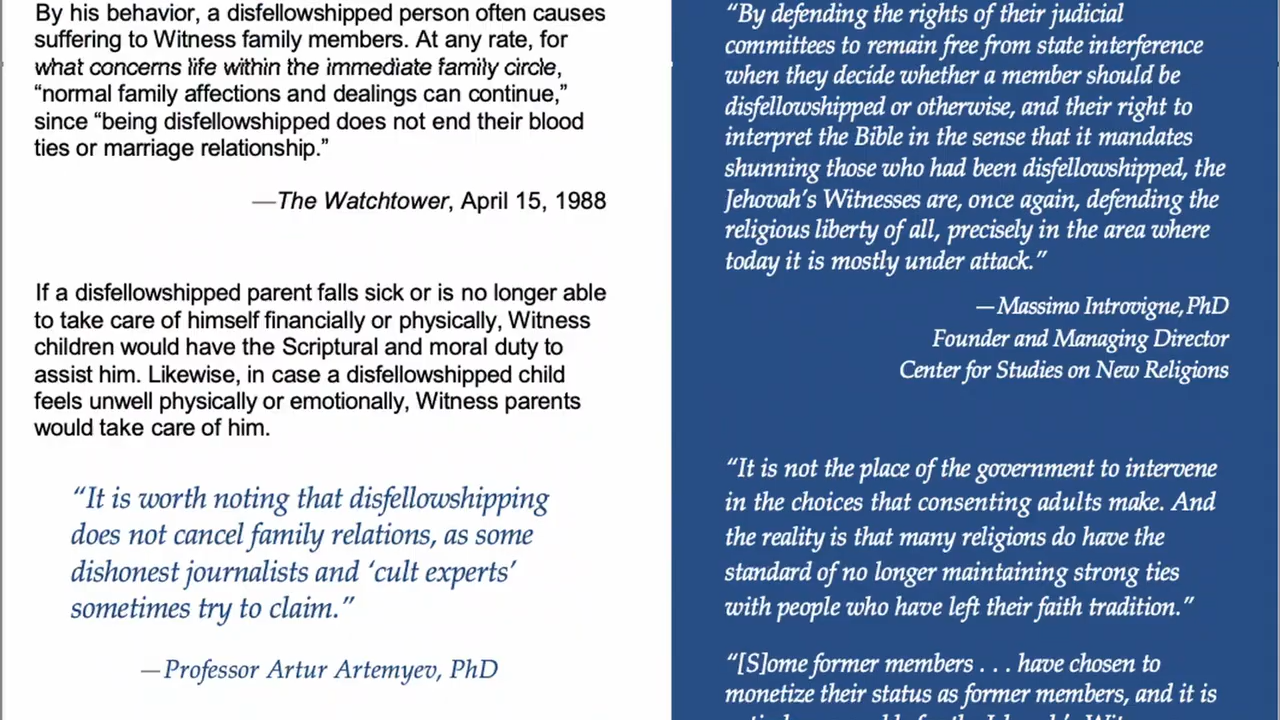 By his behavior, a disfellowshipped person often causes
suffering to Witness family members. At any rate, for
what concerns life within the immediate family circle,
“normal family affections and dealings can continue,”
since “being disfellowshipped does not end their blood
ties or marriage relationship.”
—The Watchtower, April 15, 1988
If a disfellowshipped parent falls sick or is no longer able
to take care of himself financially or physically, Witness
children would have the Scriptural and moral duty to
assist him. Likewise, in case a disfellowshipped child
feels unwell physically or emotionally, Witness parents
would take care of him.
“It is worth noting that disfellowshipping
does not cancel family relations, as some
dishonest journalists and ‘cult experts’
sometimes try to claim.”
—Professor Artur Artemyev, PhD
“By defending the rights of their judicial
committees to remain free from state interference
when they decide whether a member should be
disfellowshipped or otherwise, and their right to
interpret the Bible in the sense that it mandates
shunning those who had been disfellowshipped, the
Jehovah’s Witnesses are, once again, defending the
religious liberty of all, precisely in the area where
today it is mostly under attack.”
—Massimo Introvigne, PhD
Founder and Managing Director
Center for Studies on New Religions
“It is not the place of the government to intervene
in the choices that consenting adults make. And
the reality is that many religions do have the
standard of no longer maintaining strong ties
with people who have left their faith tradition.”
“[S]ome former members . . . have chosen to
monetize their status as former members, and it is